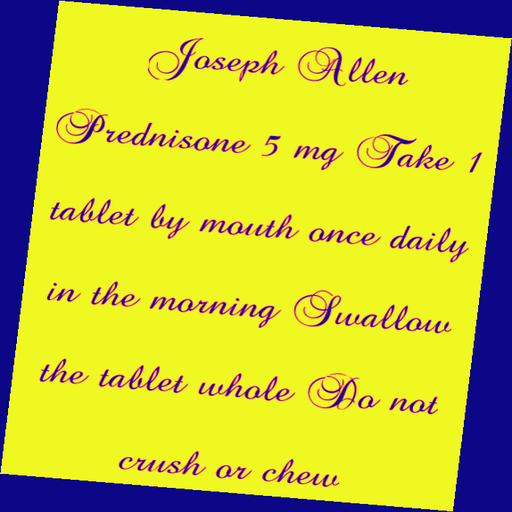 Joseph Allen
Prednisone 5 mg Take 1
tablet by mouth once daily
in the morning Swallow
the tablet whole Do not
crush or chew